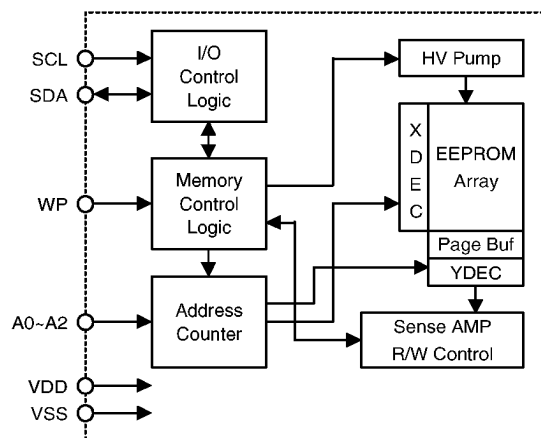 SCL
SDA
WP
A0~A2
VDD
VSS
I/O
Control
Logic
Memory
Control
Logic
Address
Counter
HV Pump
X
D
E
C
EEPROM
Array
Page Buf
YDEC
Sense AMP
R/W Control